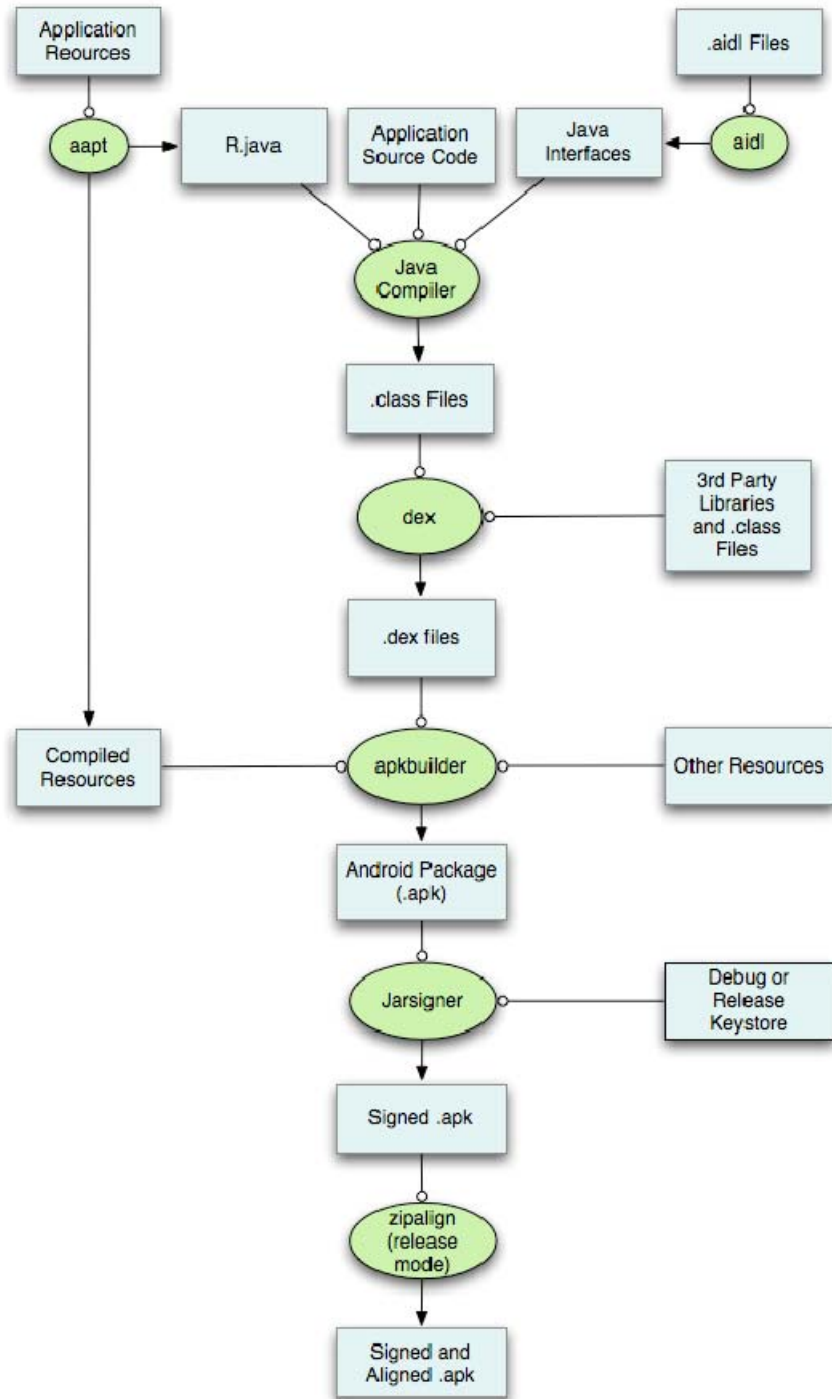 Application
Reources
.aidl Files
aapt
R.java
Application
Source Code
Java
Interfaces
aidl
Java
Compiler
.class Files
dex
3rd Party
Libraries
and .class
Files
.dex files
Compiled
Resources
apkbuilder
Other Resources
Android Package
(.apk)
Jarsigner
Debug or
Release
Keystore
Signed .apk
zipalign
(release
mode)
Signed and
Aligned .apk